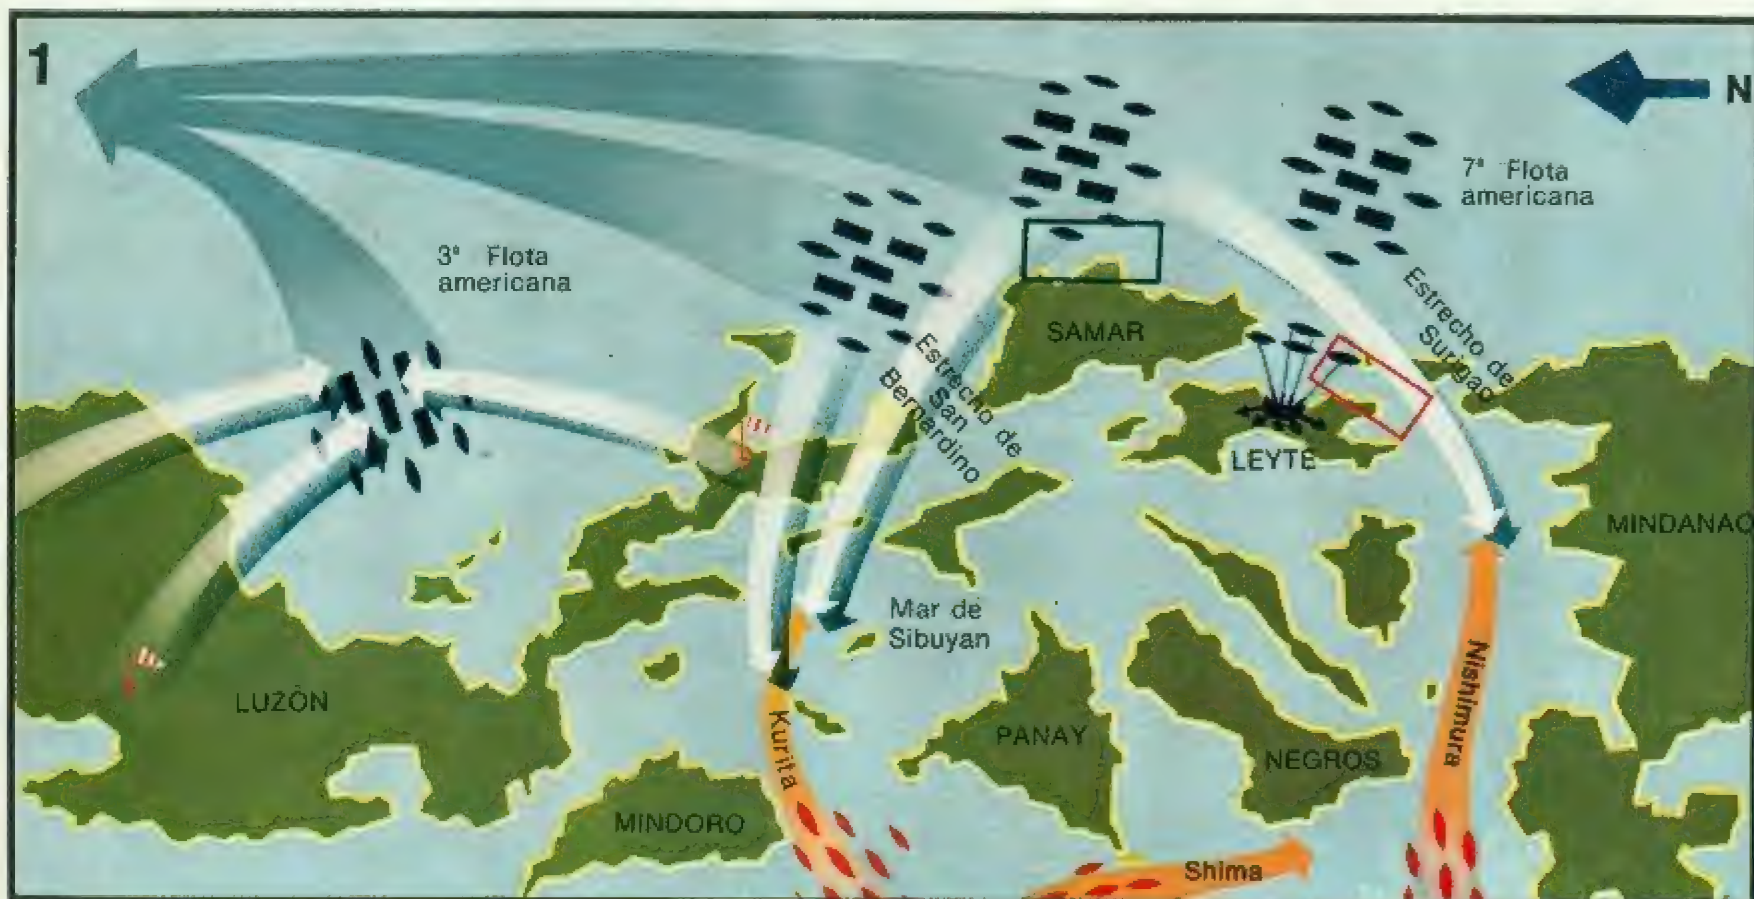 1
N
3ª Flota
americana
7ª Flota
americana
Estrecho de
San
Bernardino
SAMAR
Estrecho de
Surigao
LEYTE
MINDANAO
Mar de
Sibuyan
LUZÓN
Kurita
PANAY
NEGROS
Nishimura
MINDORO
Shima